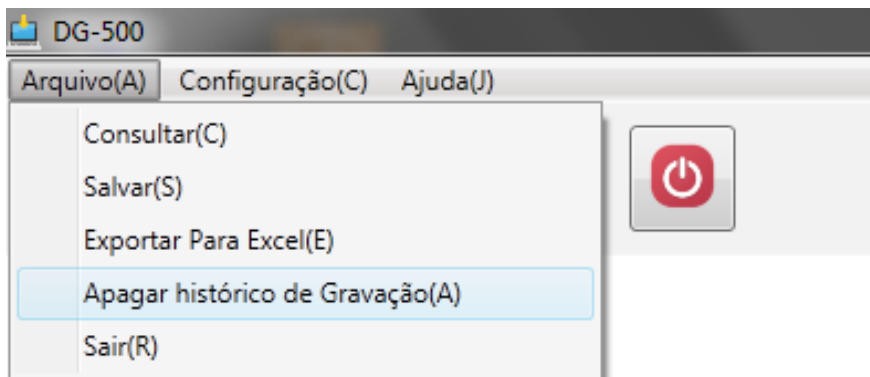 DG-500
Arquivo(A) Configuração(C) Ajuda(J)
Consultar(C)
Salvar(S)
Exportar Para Excel(E)
Apagar histórico de Gravação(A)
Sair(R)